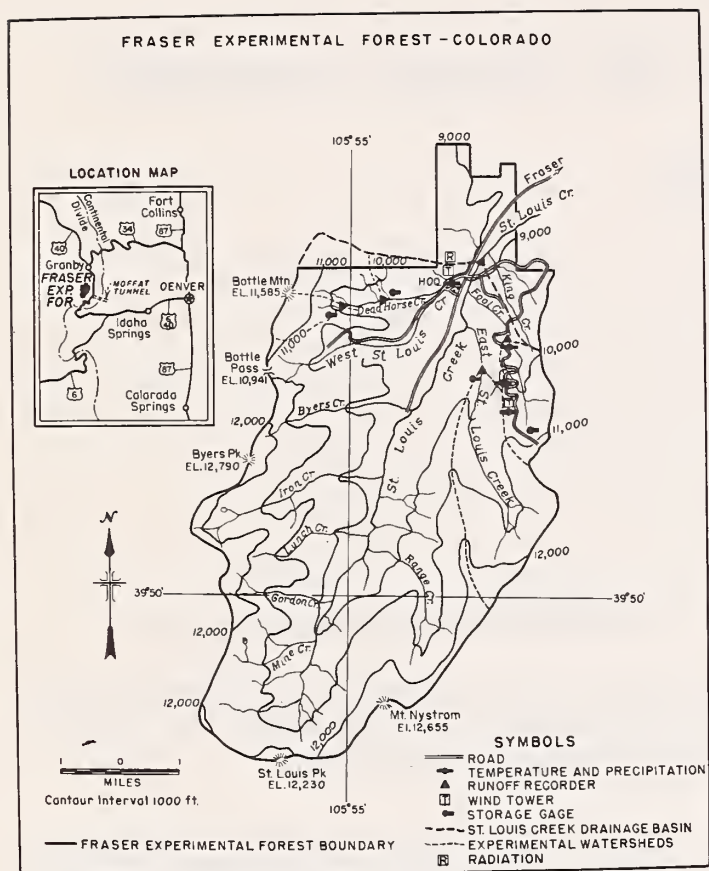 FRASER EXPERIMENTAL FOREST-COLORADO
105° 55'
9,000
LOCATION MAP
Fraser
St. Louis Cr.
9,000
Continental Divide
Fort
Collins
34
87
40
Granby
FRASER
EXP
FOR
MOFFAT
TUNNEL
DENVER
Idaho
Springs
40
87
6
Colorado
Springs
11,000
10,000
R
T
HDQ
Bottle Mtn
EL.11,585
Dead Horse Cr.
King Cr.
Fool Cr.
11,000
West St. Louis Cr
10,000
Bottle
Pass
EL.10,941
East St. Louis Creek
12,000
Byers Cr.
11,000
St. Louis Creek
Byers Pk
EL.12,790
Iron Cr.
Lunch Cr.
12,000
N
Range Cr.
39°50'
39°50'
Gordon Cr.
12,000
Mine Cr.
12,000
Mt. Nystrom
El.12,655
12,000
1 0 1
MILES
Contour Interval 1000 ft.
St. Louis Pk
EL.12,230
105°55'
SYMBOLS
ROAD
TEMPERATURE AND PRECIPITATION
RUNOFF RECORDER
T WIND TOWER
STORAGE GAGE
ST. LOUIS CREEK DRAINAGE BASIN
EXPERIMENTAL WATERSHEDS
R RADIATION
FRASER EXPERIMENTAL FOREST BOUNDARY